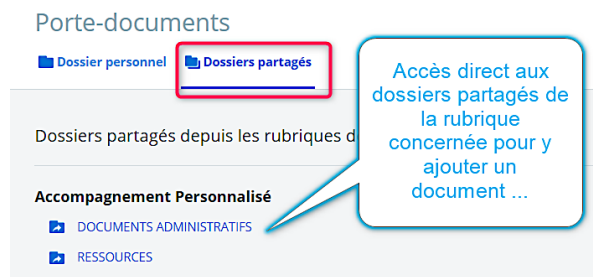 Porte-documents
Dossier personnel
Dossiers partagés
Accès direct aux
dossiers partagés de
la rubrique
concernée pour y
ajouter un
document ...
Dossiers partagés depuis les rubriques d
Accompagnement Personnalisé
DOCUMENTS ADMINISTRATIFS
RESSOURCES